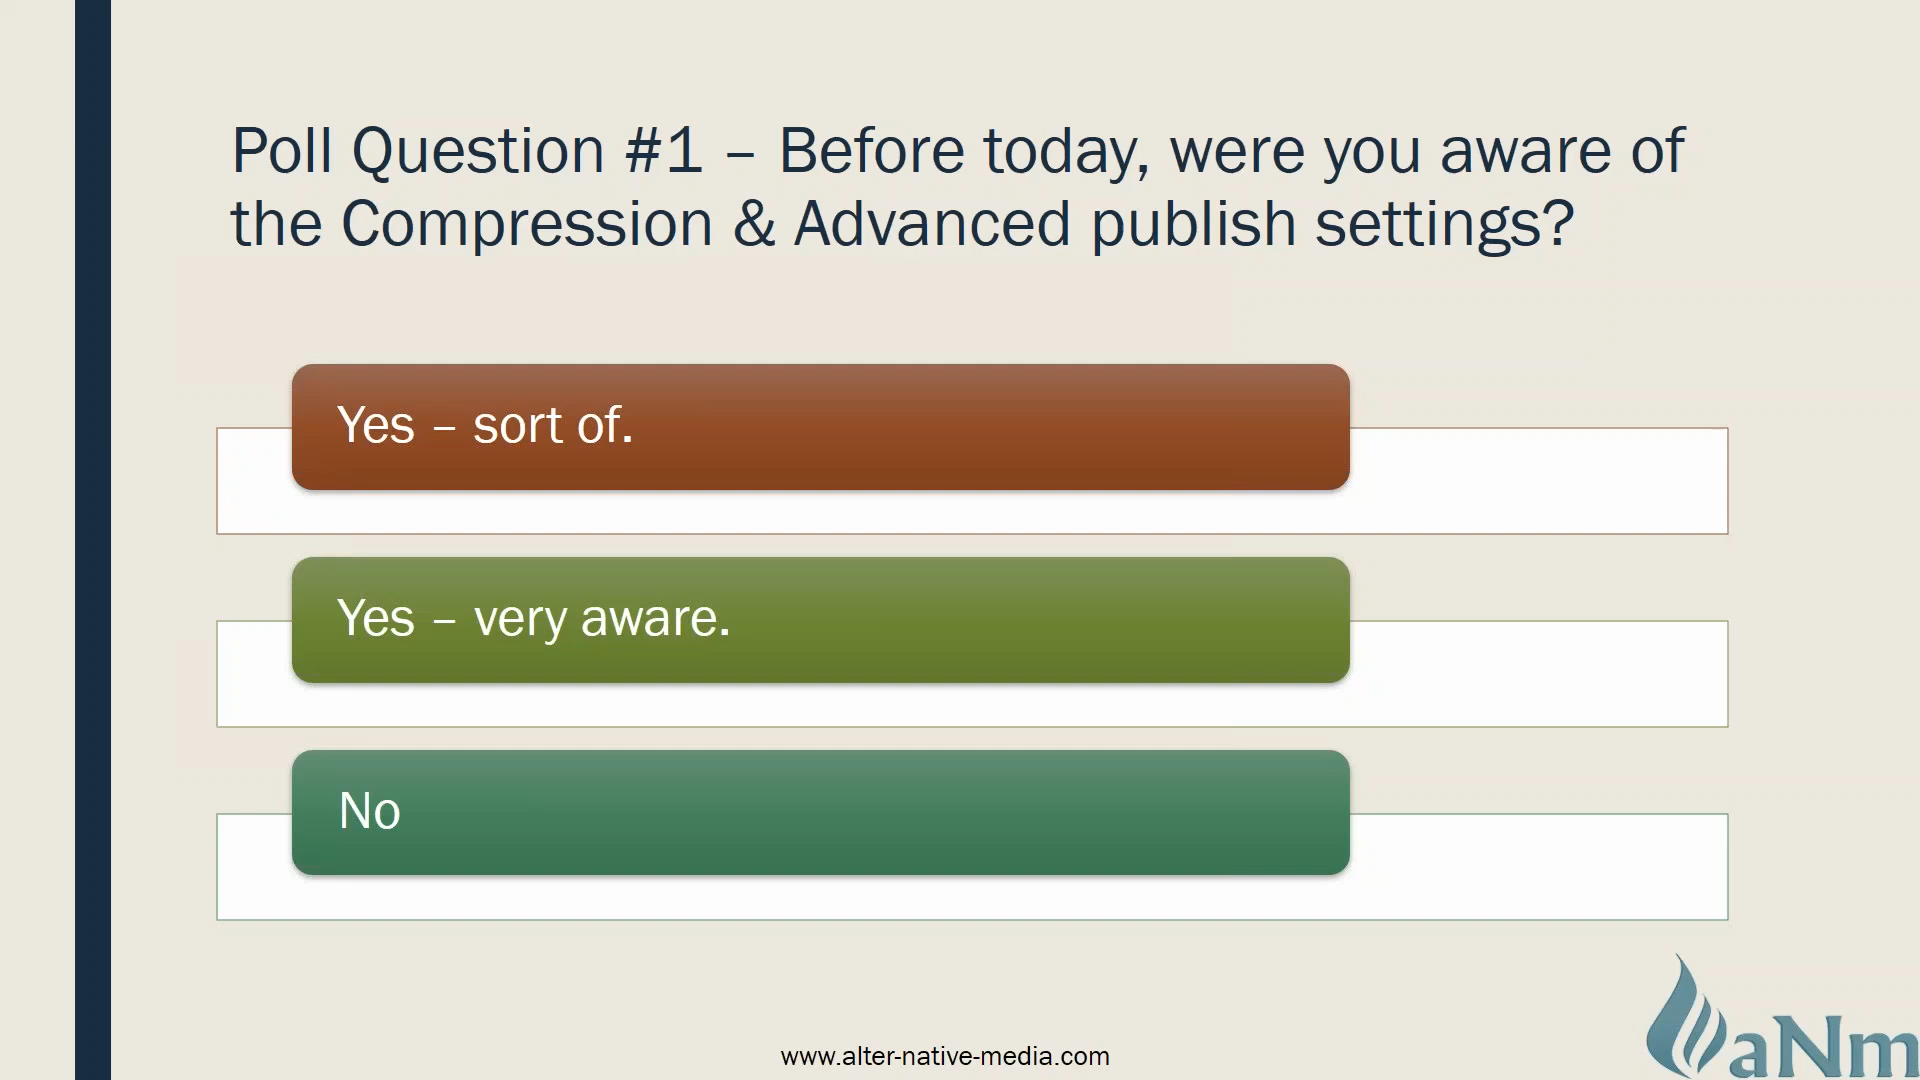 Poll Question #1 – Before today, were you aware of
the Compression & Advanced publish settings?
Yes – sort of.
Yes – very aware.
No
www.alter-native-media.com
aNm